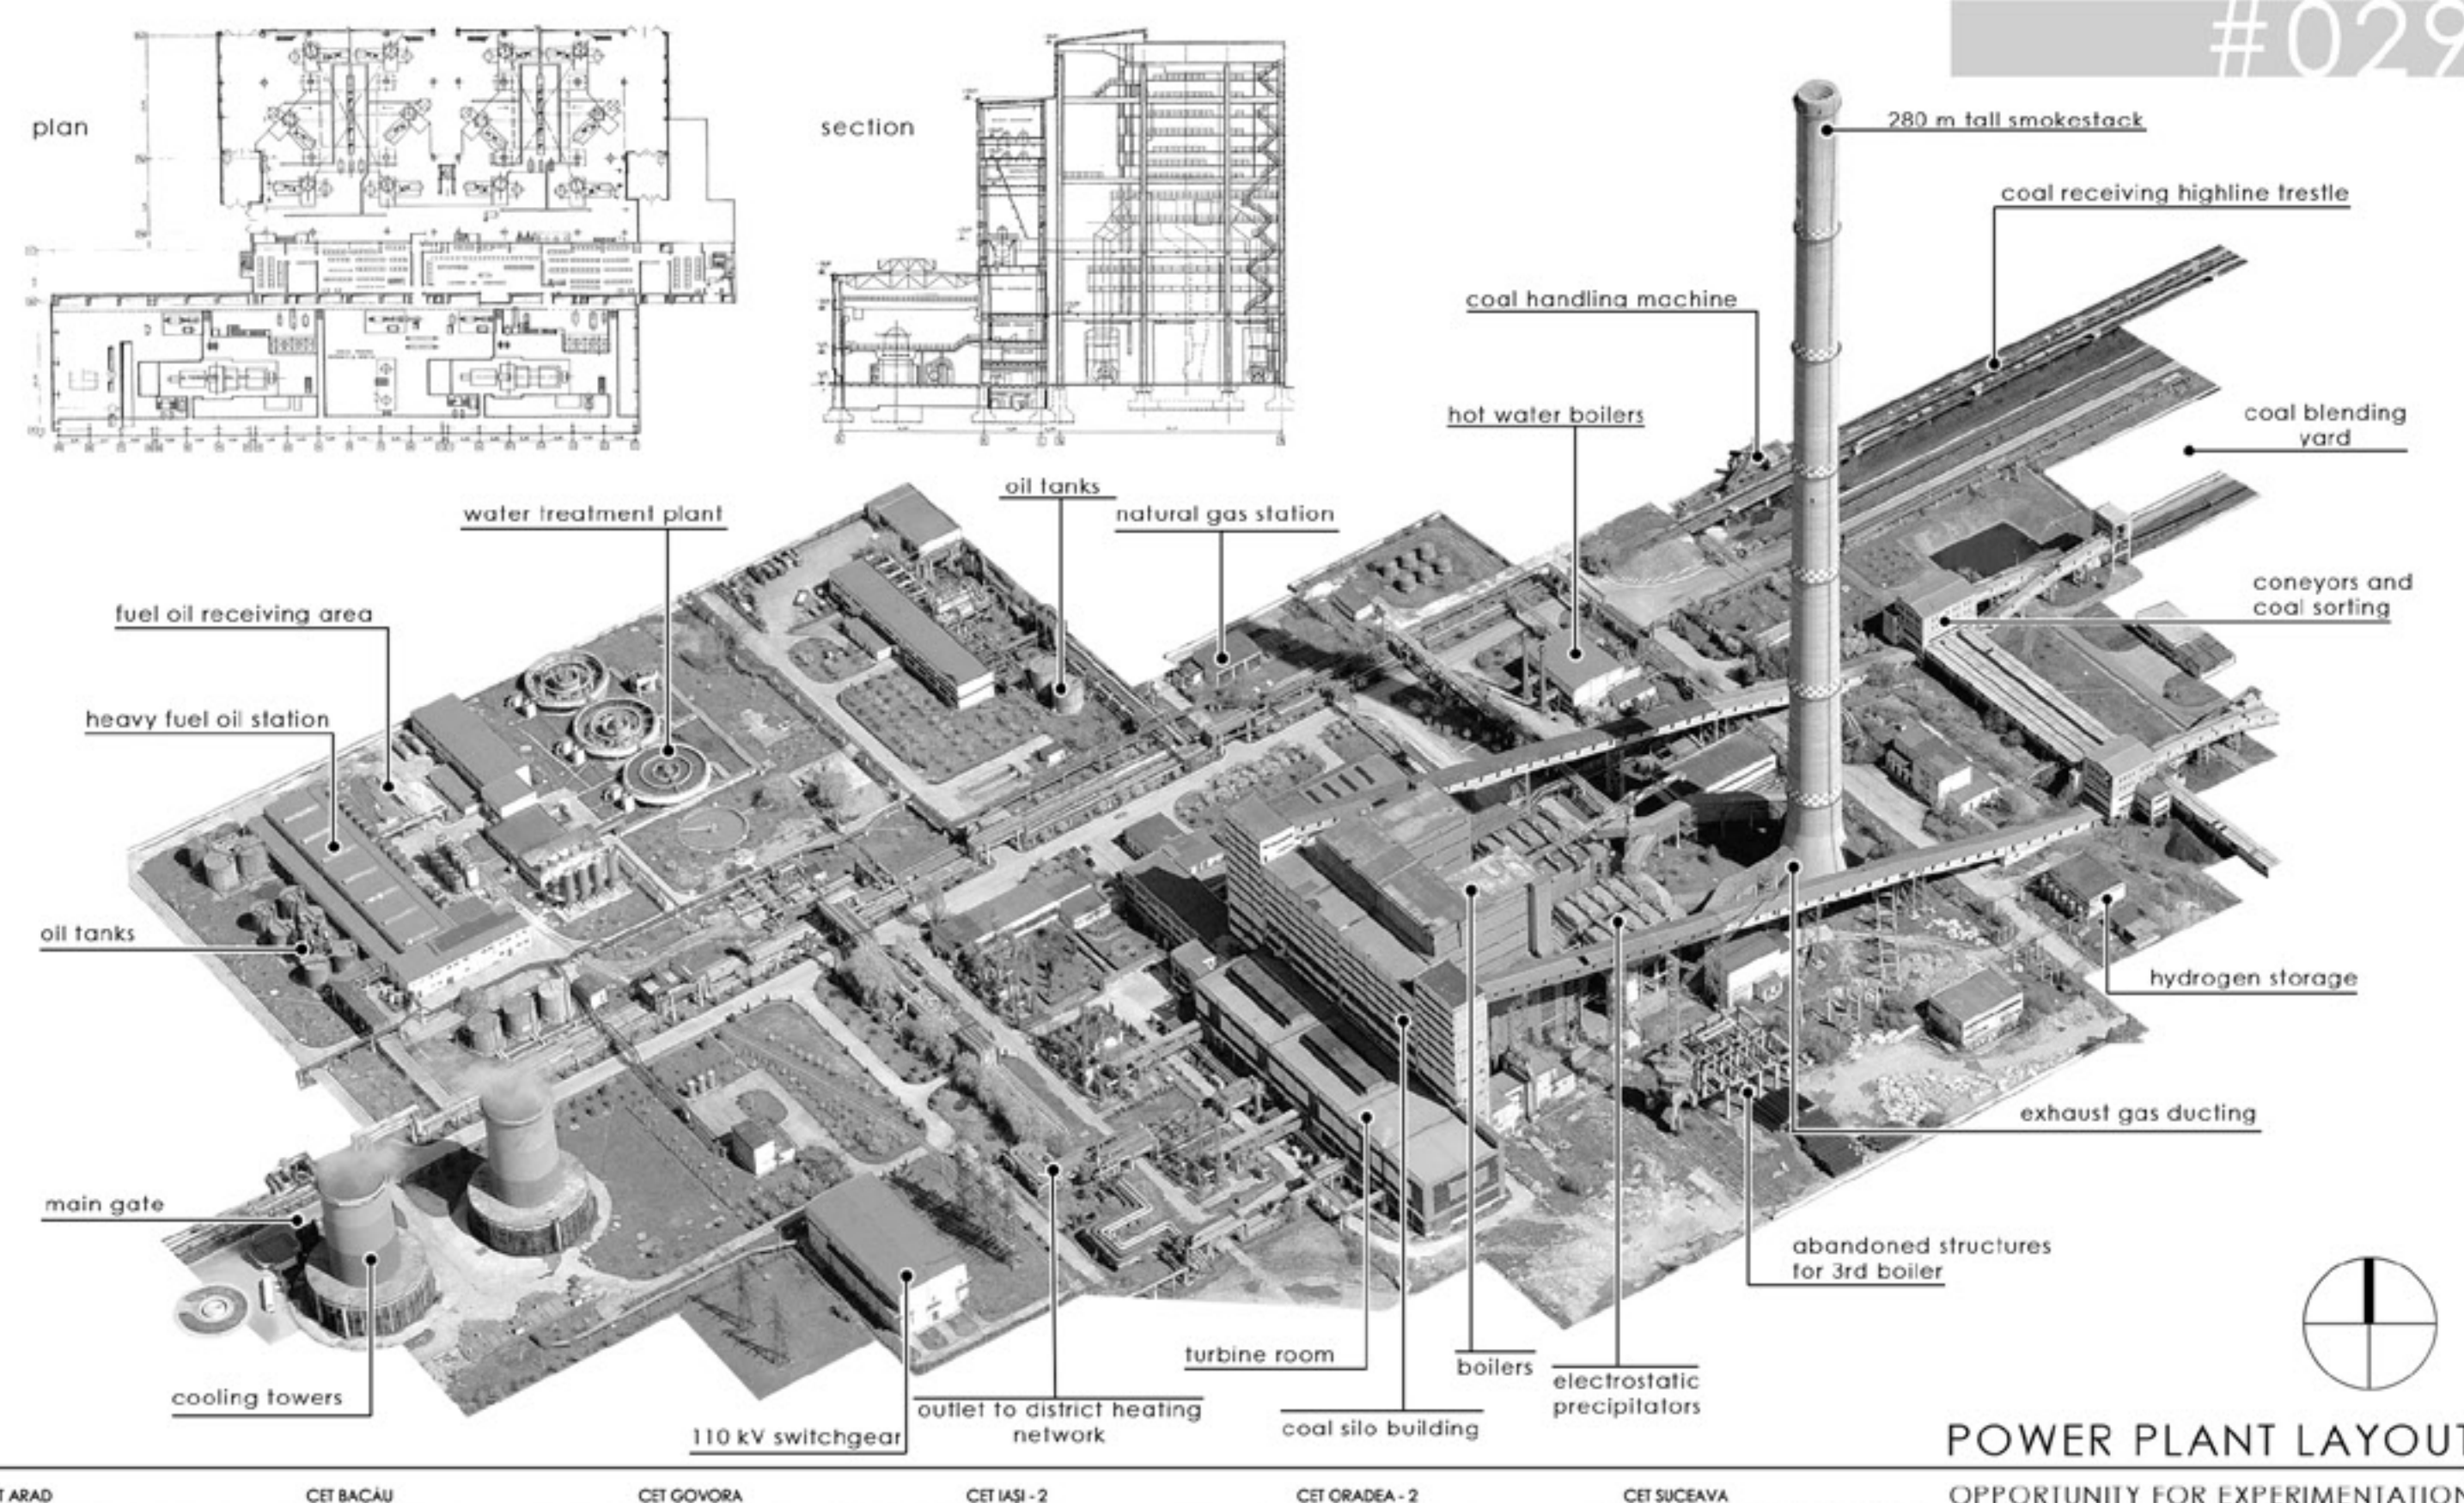 #029
plan
section
280 m tall smokestack
coal receiving highline trestle
coal handling machine
hot water boilers
coal blending
yard
oil tanks
natural gas station
water treatment plant
fuel oil receiving area
coneyors and
coal sorting
heavy fuel oil station
oil tanks
hydrogen storage
exhaust gas ducting
main gate
abandoned structures
for 3rd boiler
turbine room
boilers
electrostatic
precipitators
cooling towers
outlet to district heating
network
coal silo building
110 kV switchgear
POWER PLANT LAYOUT
T ARAD
CET BACĂU
CET GOVORA
CET IAȘI - 2
CET ORADEA - 2
CET SUCEAVA
OPPORTUNITY FOR EXPERIMENTATION